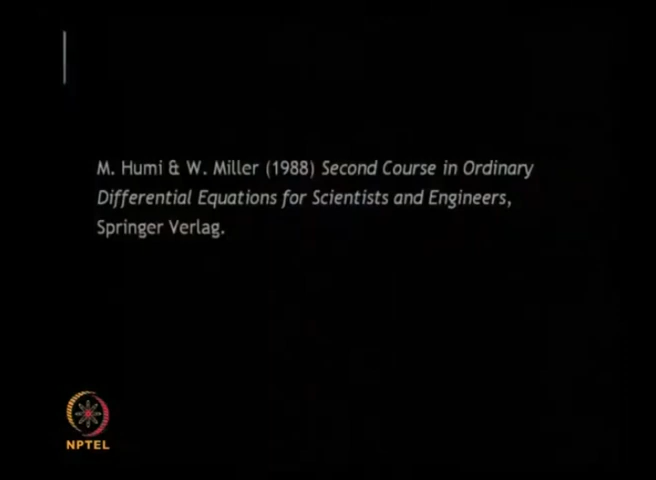 M. Humi & W. Miller (1988) Second Course in Ordinary
Differential Equations for Scientists and Engineers,
Springer Verlag.
NPTEL